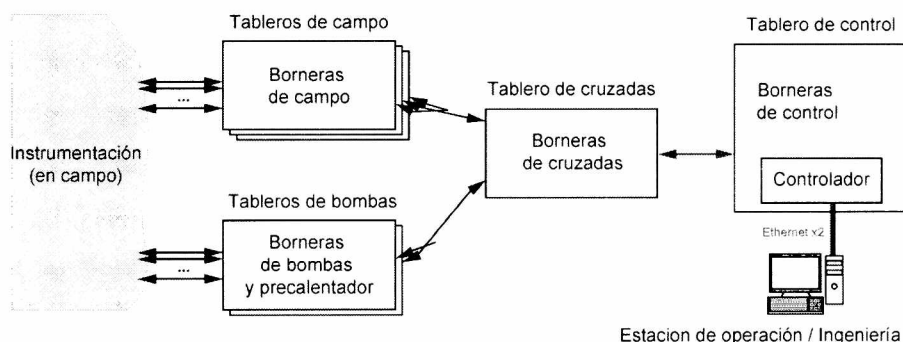 Tableros de campo
Tablero de control
Borneras
de campo
...
Tablero de cruzadas
Borneras
de control
Instrumentación
(en campo)
Borneras
de cruzadas
Controlador
Tableros de bombas
Ethernet x2
Borneras
de bombas
y precalentador
...
Estacion de operación / Ingeniería